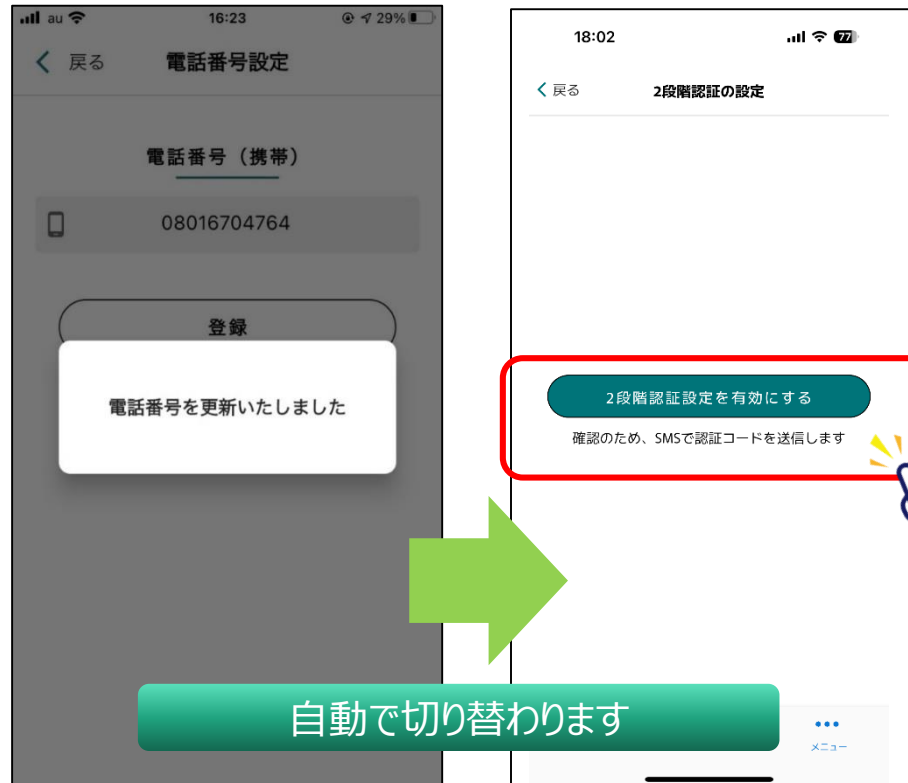 au 16:23 29%
戻る 電話番号設定
電話番号（携帯）
08016704764
登録
電話番号を更新いたしました
18:02 77
戻る 2段階認証の設定
2段階認証設定を有効にする
確認のため、SMSで認証コードを送信します
自動で切り替わります
メニュー